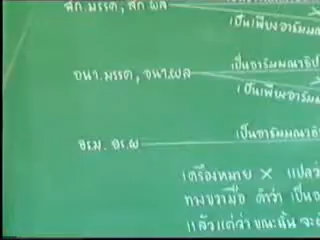 สก.มรรค, สก.ผล
เป็นเพียงอารัมมณ
เป็นอารัมมณาธิป
อนา.มรรค, อนา.ผล
เป็นเพียงอารัมม
เป็นอารัมมณาธิป
อร.ม. อร.ผ
เครื่องหมาย × แปลว
ทางขวามือ คำว่า เป็นอ
แล้วแต่ว่า ขณะนั้น จะ